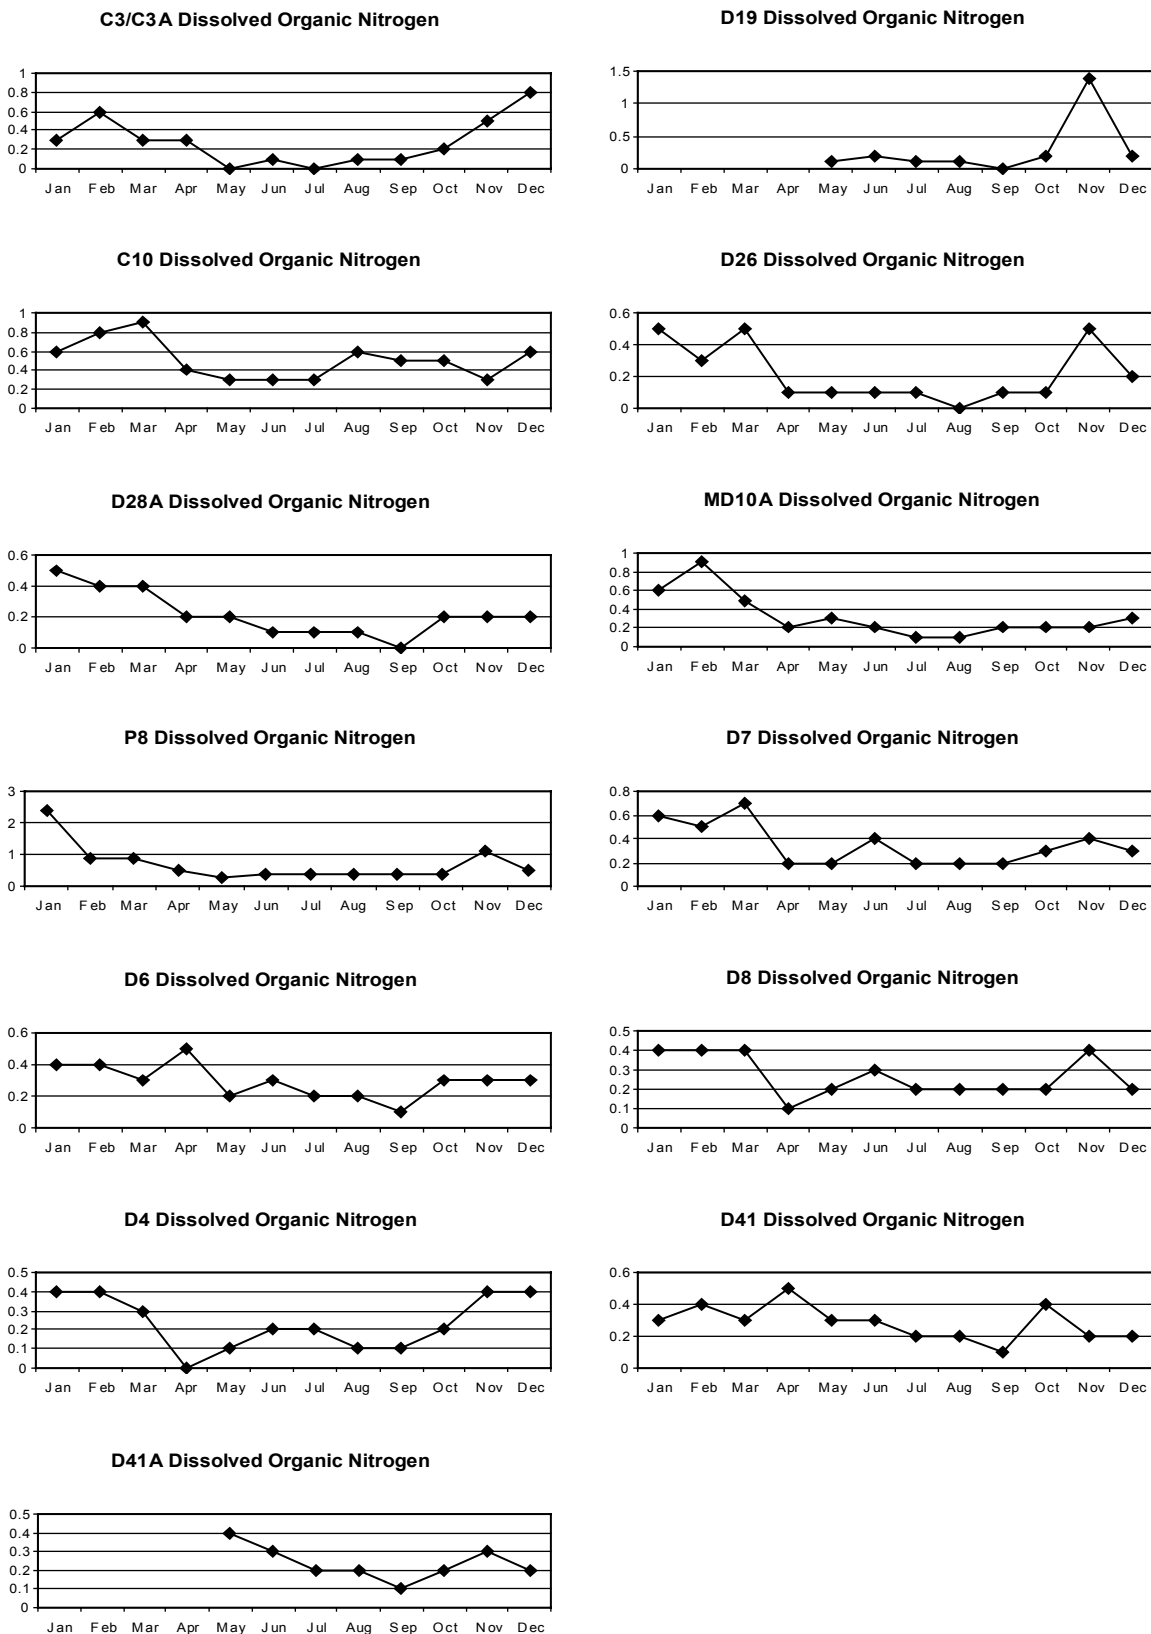 C3/C3A Dissolved Organic Nitrogen
1
0.8
0.6
0.4
0.2
0
Jan Feb Mar Apr May Jun Jul Aug Sep Oct Nov Dec
D19 Dissolved Organic Nitrogen
1.5
1
0.5
0
Jan Feb Mar Apr May Jun Jul Aug Sep Oct Nov Dec
C10 Dissolved Organic Nitrogen
1
0.8
0.6
0.4
0.2
0
Jan Feb Mar Apr May Jun Jul Aug Sep Oct Nov Dec
D26 Dissolved Organic Nitrogen
0.6
0.4
0.2
0
Jan Feb Mar Apr May Jun Jul Aug Sep Oct Nov Dec
D28A Dissolved Organic Nitrogen
0.6
0.4
0.2
0
Jan Feb Mar Apr May Jun Jul Aug Sep Oct Nov Dec
MD10A Dissolved Organic Nitrogen
1
0.8
0.6
0.4
0.2
0
Jan Feb Mar Apr May Jun Jul Aug Sep Oct Nov Dec
P8 Dissolved Organic Nitrogen
3
2
1
0
Jan Feb Mar Apr May Jun Jul Aug Sep Oct Nov Dec
D7 Dissolved Organic Nitrogen
0.8
0.6
0.4
0.2
0
Jan Feb Mar Apr May Jun Jul Aug Sep Oct Nov Dec
D6 Dissolved Organic Nitrogen
0.6
0.4
0.2
0
Jan Feb Mar Apr May Jun Jul Aug Sep Oct Nov Dec
D8 Dissolved Organic Nitrogen
0.5
0.4
0.3
0.2
0.1
0
Jan Feb Mar Apr May Jun Jul Aug Sep Oct Nov Dec
D4 Dissolved Organic Nitrogen
0.5
0.4
0.3
0.2
0.1
0
Jan Feb Mar Apr May Jun Jul Aug Sep Oct Nov Dec
D41 Dissolved Organic Nitrogen
0.6
0.4
0.2
0
Jan Feb Mar Apr May Jun Jul Aug Sep Oct Nov Dec
D41A Dissolved Organic Nitrogen
0.5
0.4
0.3
0.2
0.1
0
Jan Feb Mar Apr May Jun Jul Aug Sep Oct Nov Dec